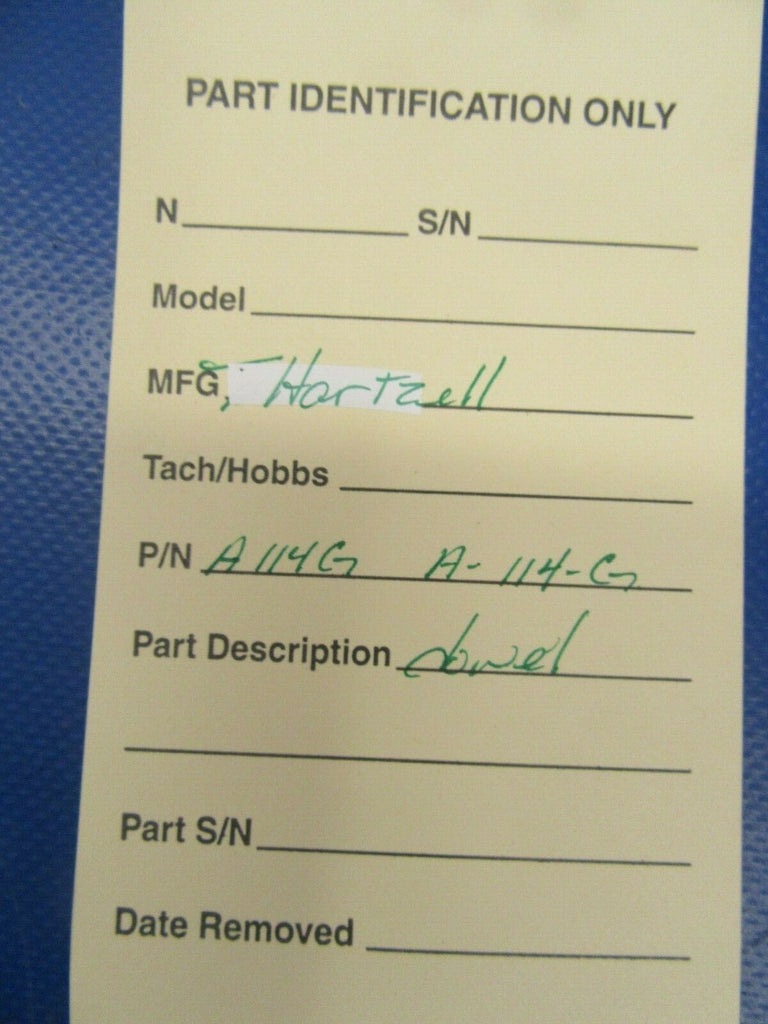 PART IDENTIFICATION ONLY
N S/N
Model
MFG Hartzell
Tach/Hobbs
P/N A114G A-114-G
Part Description dowel
Part S/N
Date Removed